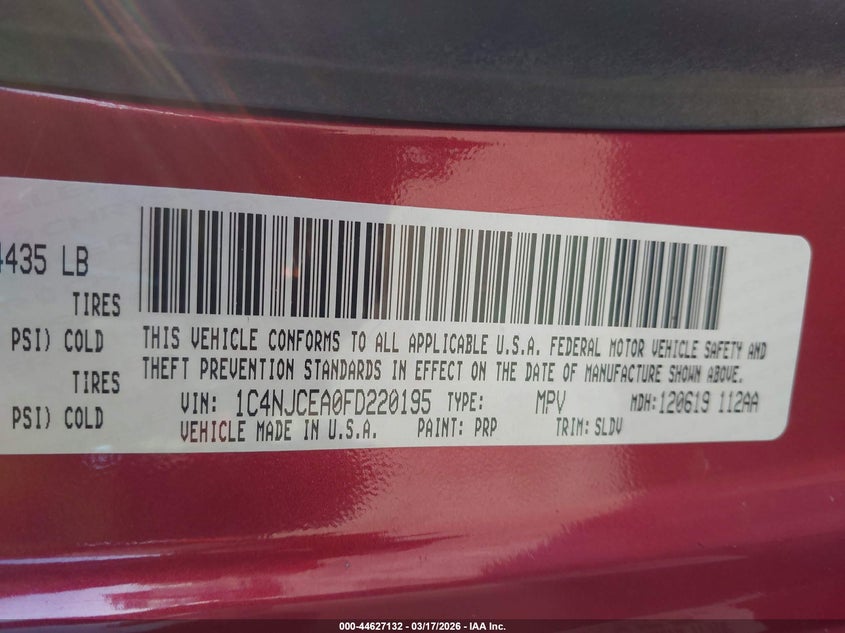 4435 LB
TIRES
PSI) COLD
TIRES
PSI) COLD
THIS VEHICLE CONFORMS TO ALL APPLICABLE U.S.A. FEDERAL MOTOR VEHICLE SAFETY AND
THEFT PREVENTION STANDARDS IN EFFECT ON THE DATE OF MANUFACTURE SHOWN ABOVE.
VIN: 1C4NJCEA0FD220195 TYPE: MPV MDH: 120619 112AA
VEHICLE MADE IN U.S.A. PAINT: PRP TRIM: SLDV
000-44627132 - 03/17/2026 - IAA Inc.